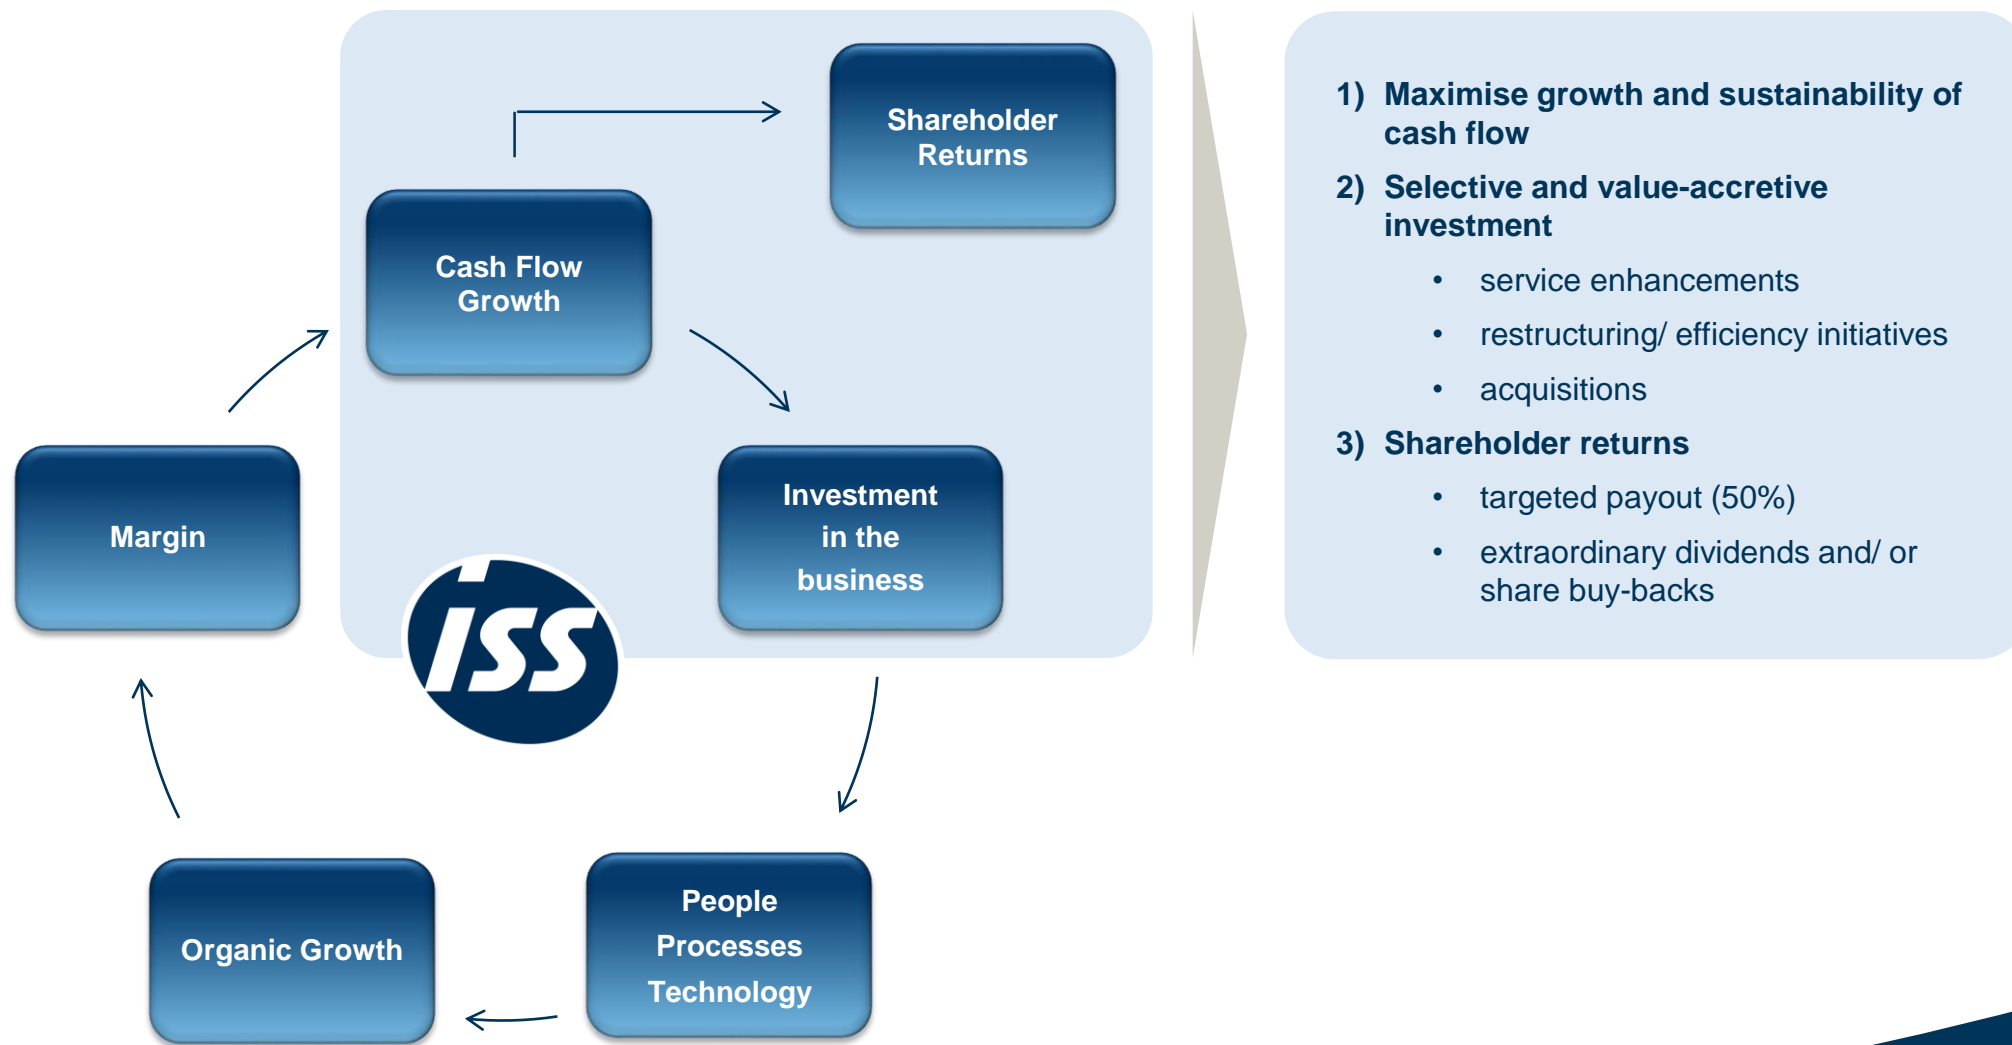 Shareholder
Returns
Cash Flow
Growth
Margin
Investment
in the
business
ISS
Organic Growth
People
Processes
Technology
1) Maximise growth and sustainability of
cash flow
2) Selective and value-accretive
investment
• service enhancements
• restructuring/ efficiency initiatives
• acquisitions
3) Shareholder returns
• targeted payout (50%)
• extraordinary dividends and/ or
share buy-backs